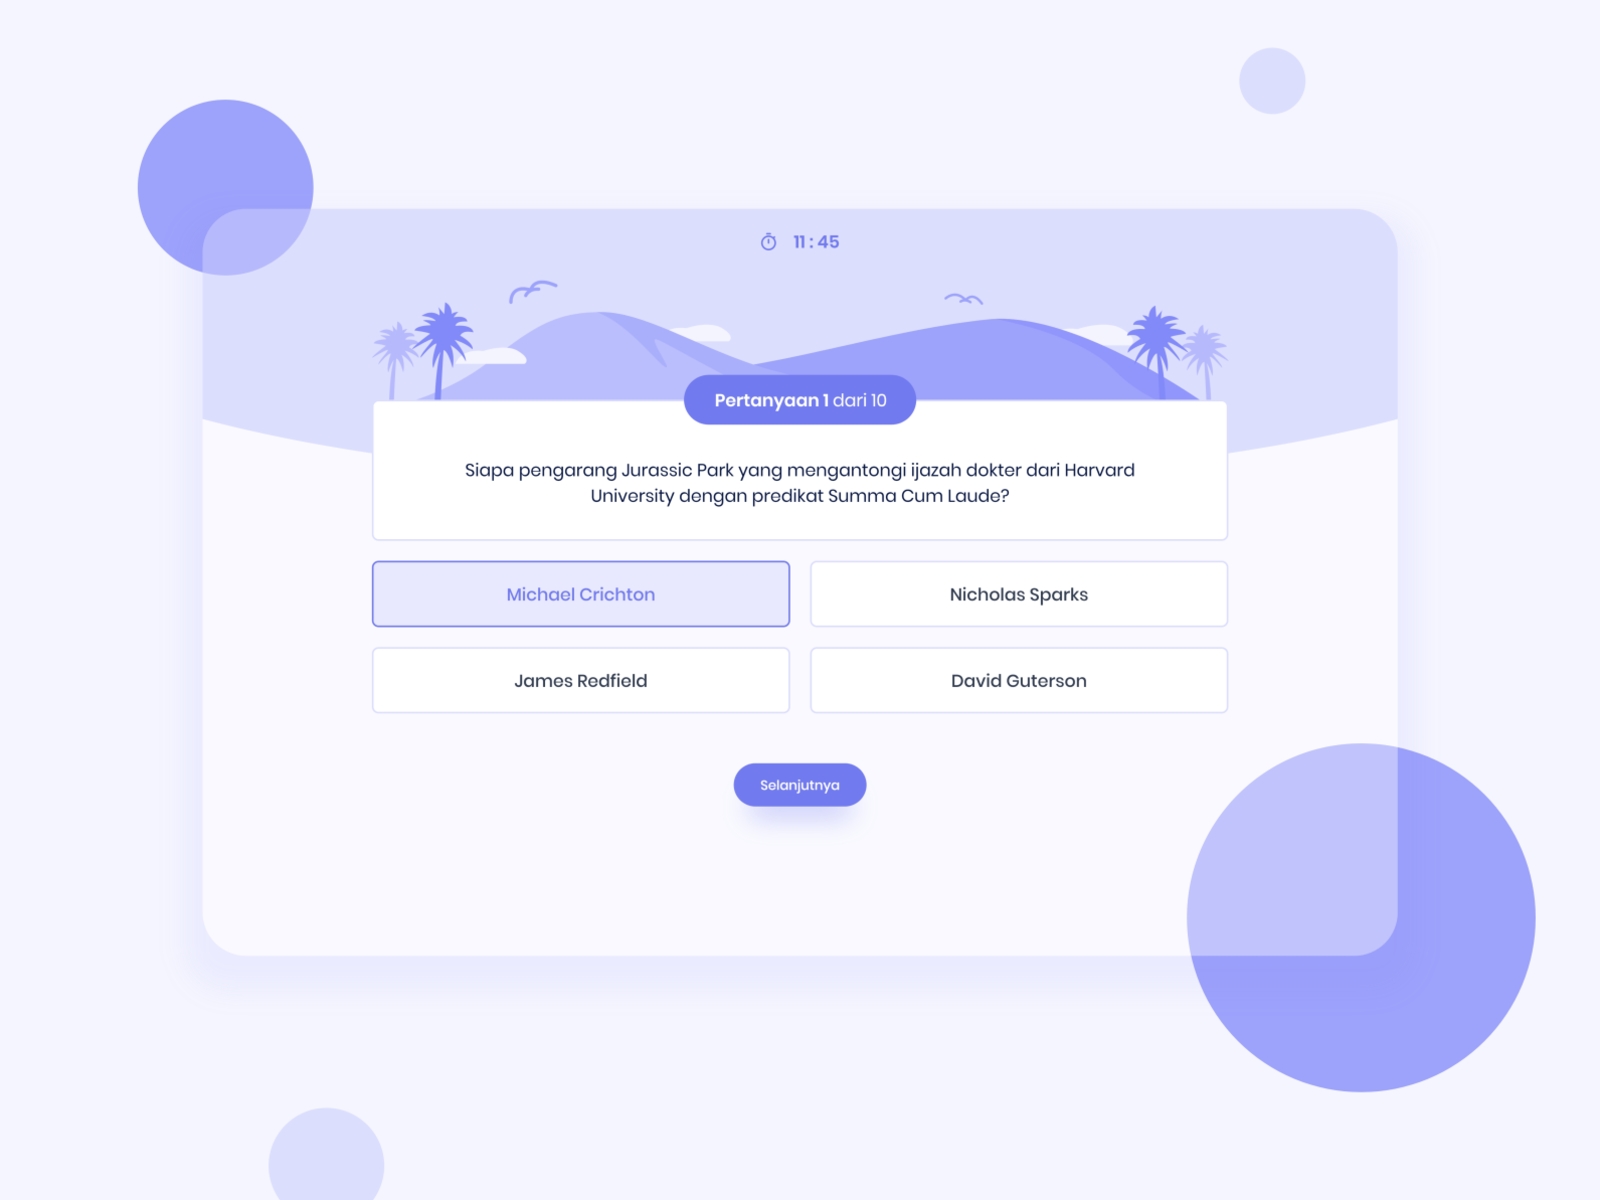 11 : 45
Pertanyaan 1 dari 10
Siapa pengarang Jurassic Park yang mengantongi ijazah dokter dari Harvard
University dengan predikat Summa Cum Laude?
Michael Crichton
Nicholas Sparks
James Redfield
David Guterson
Selanjutnya